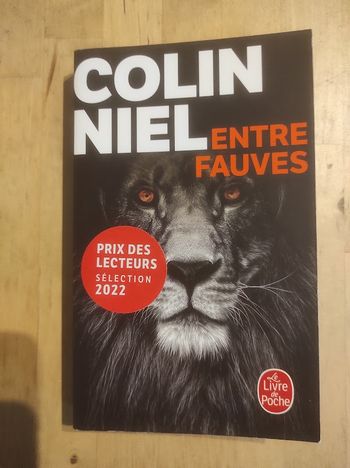 COLIN
NIEL
ENTRE
FAUVES
PRIX DES
LECTEURS
SÉLECTION
2022
Le
Livre
de
Poche